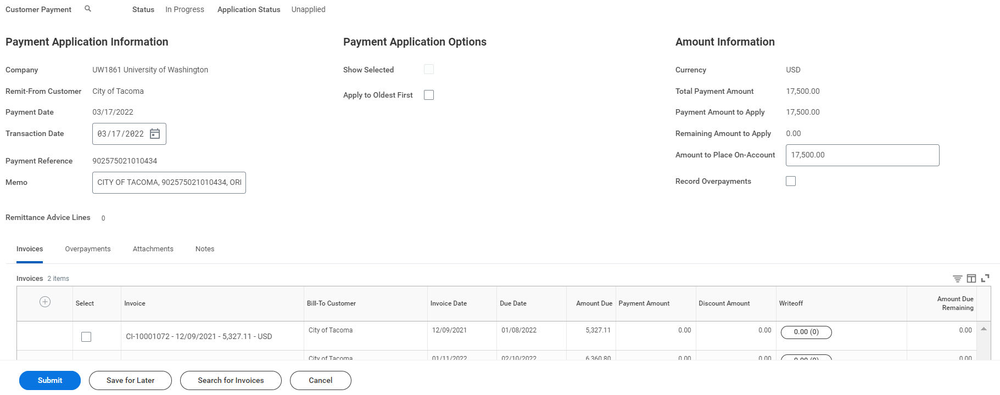 Customer Payment Status In Progress Application Status Unapplied
Payment Application Information
Company UW1861 University of Washington
Remit-From Customer City of Tacoma
Payment Date 03/17/2022
Transaction Date 03/17/2022
Payment Reference 902575021010434
Memo CITY OF TACOMA, 902575021010434, ORI
Remittance Advice Lines 0
Payment Application Options
Show Selected
Apply to Oldest First
Amount Information
Currency USD
Total Payment Amount 17,500.00
Payment Amount to Apply 17,500.00
Remaining Amount to Apply 0.00
Amount to Place On-Account 17,500.00
Record Overpayments
Invoices Overpayments Attachments Notes
Invoices 2 items
Select Invoice Bill-To Customer Invoice Date Due Date Amount Due Payment Amount Discount Amount Writeoff Amount Due Remaining
CI-10001072 - 12/09/2021 - 5,327.11 - USD City of Tacoma 12/09/2021 01/08/2022 5,327.11 0.00 0.00 0.00 (0) 0.00
City of Tacoma 01/11/2022 02/10/2022 6,360.80 0.00 0.00 0.00 (0) 0.00
Submit Save for Later Search for Invoices Cancel